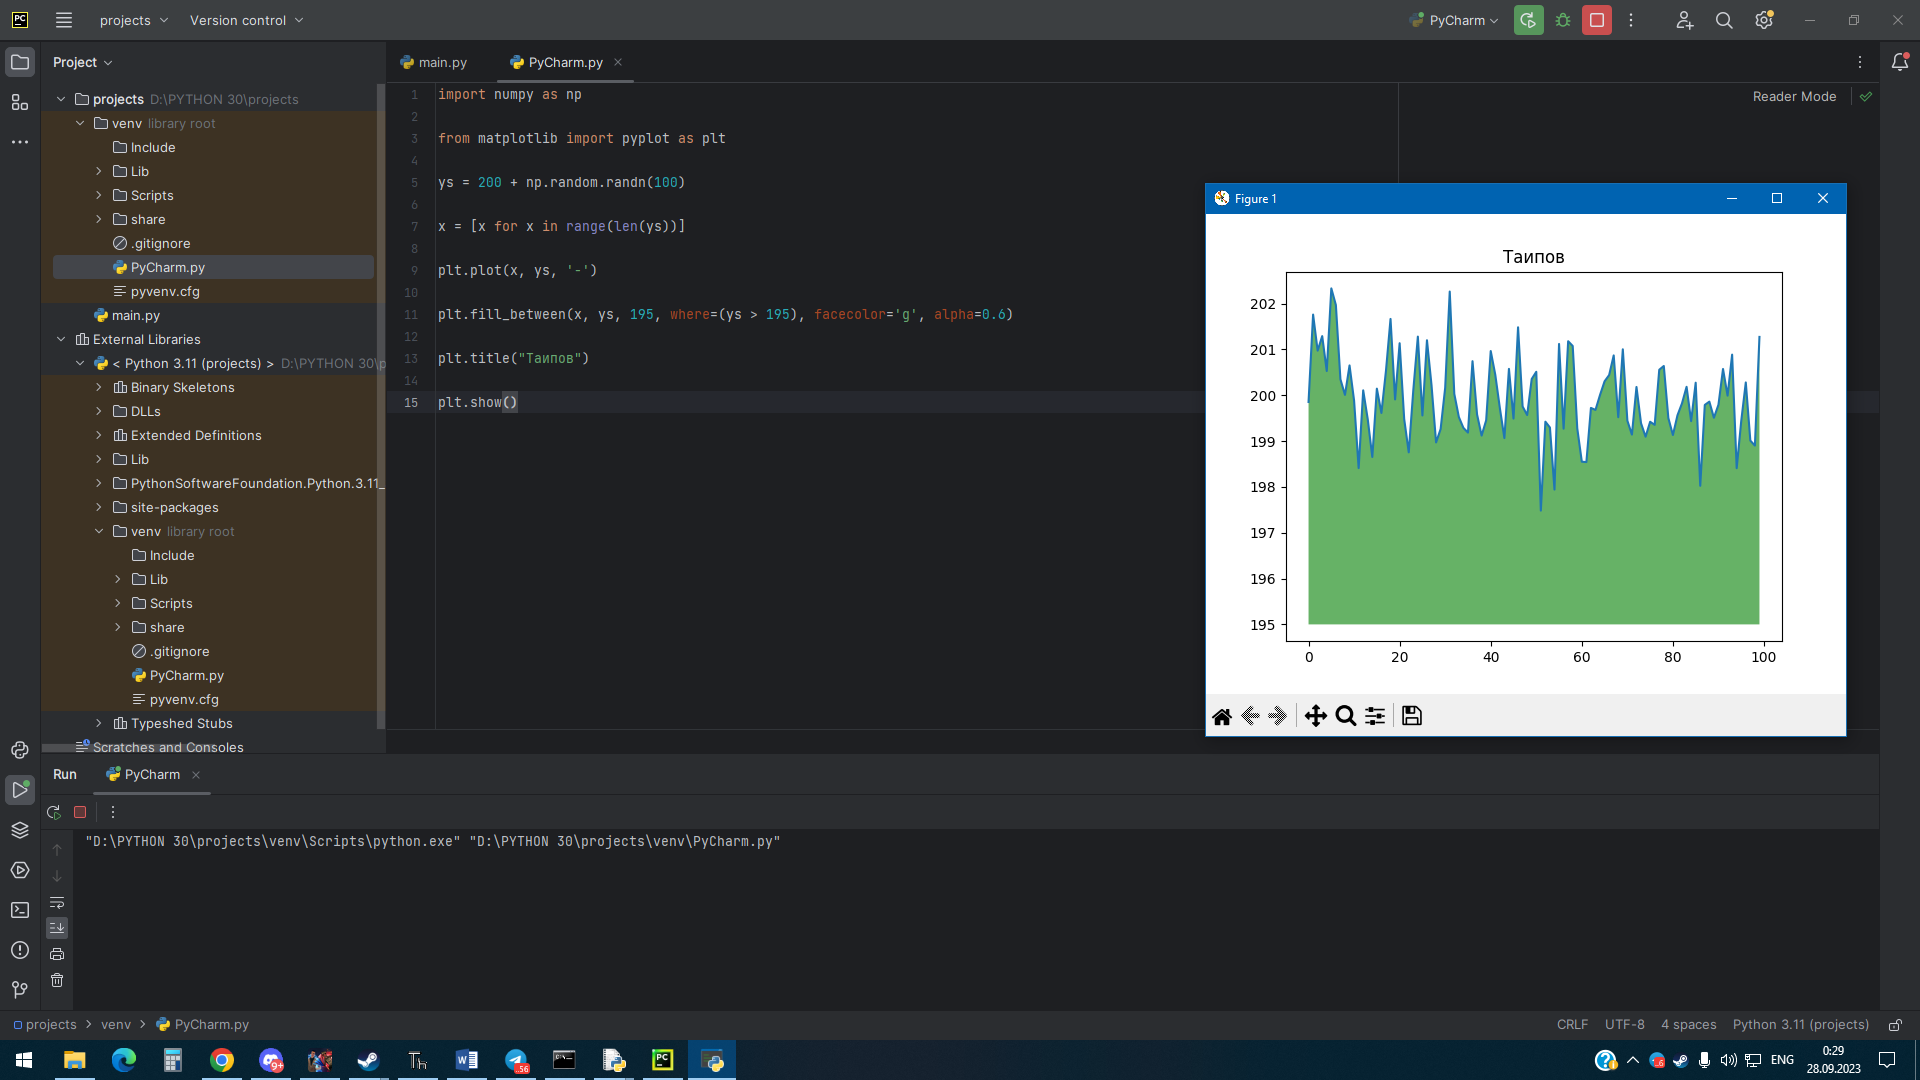 PC projects Version control PyCharm
Project
main.py PyCharm.py
Reader Mode
projects D:\PYTHON 30\projects
venv library root
Include
Lib
Scripts
share
.gitignore
PyCharm.py
pyvenv.cfg
main.py
External Libraries
< Python 3.11 (projects) > D:\PYTHON 30\p
Binary Skeletons
DLLs
Extended Definitions
Lib
PythonSoftwareFoundation.Python.3.11_
site-packages
venv library root
Include
Lib
Scripts
share
.gitignore
PyCharm.py
pyvenv.cfg
Typeshed Stubs
Scratches and Consoles
1 import numpy as np
2
3 from matplotlib import pyplot as plt
4
5 ys = 200 + np.random.randn(100)
6
7 x = [x for x in range(len(ys))]
8
9 plt.plot(x, ys, '-')
10
11 plt.fill_between(x, ys, 195, where=(ys > 195), facecolor='g', alpha=0.6)
12
13 plt.title("Таипов")
14
15 plt.show()
Figure 1
Таипов
202
201
200
199
198
197
196
195
0 20 40 60 80 100
Run PyCharm
"D:\PYTHON 30\projects\venv\Scripts\python.exe" "D:\PYTHON 30\projects\venv\PyCharm.py"
projects > venv > PyCharm.py
CRLF UTF-8 4 spaces Python 3.11 (projects)
9+
.56
PC
ENG
0:29
28.09.2023